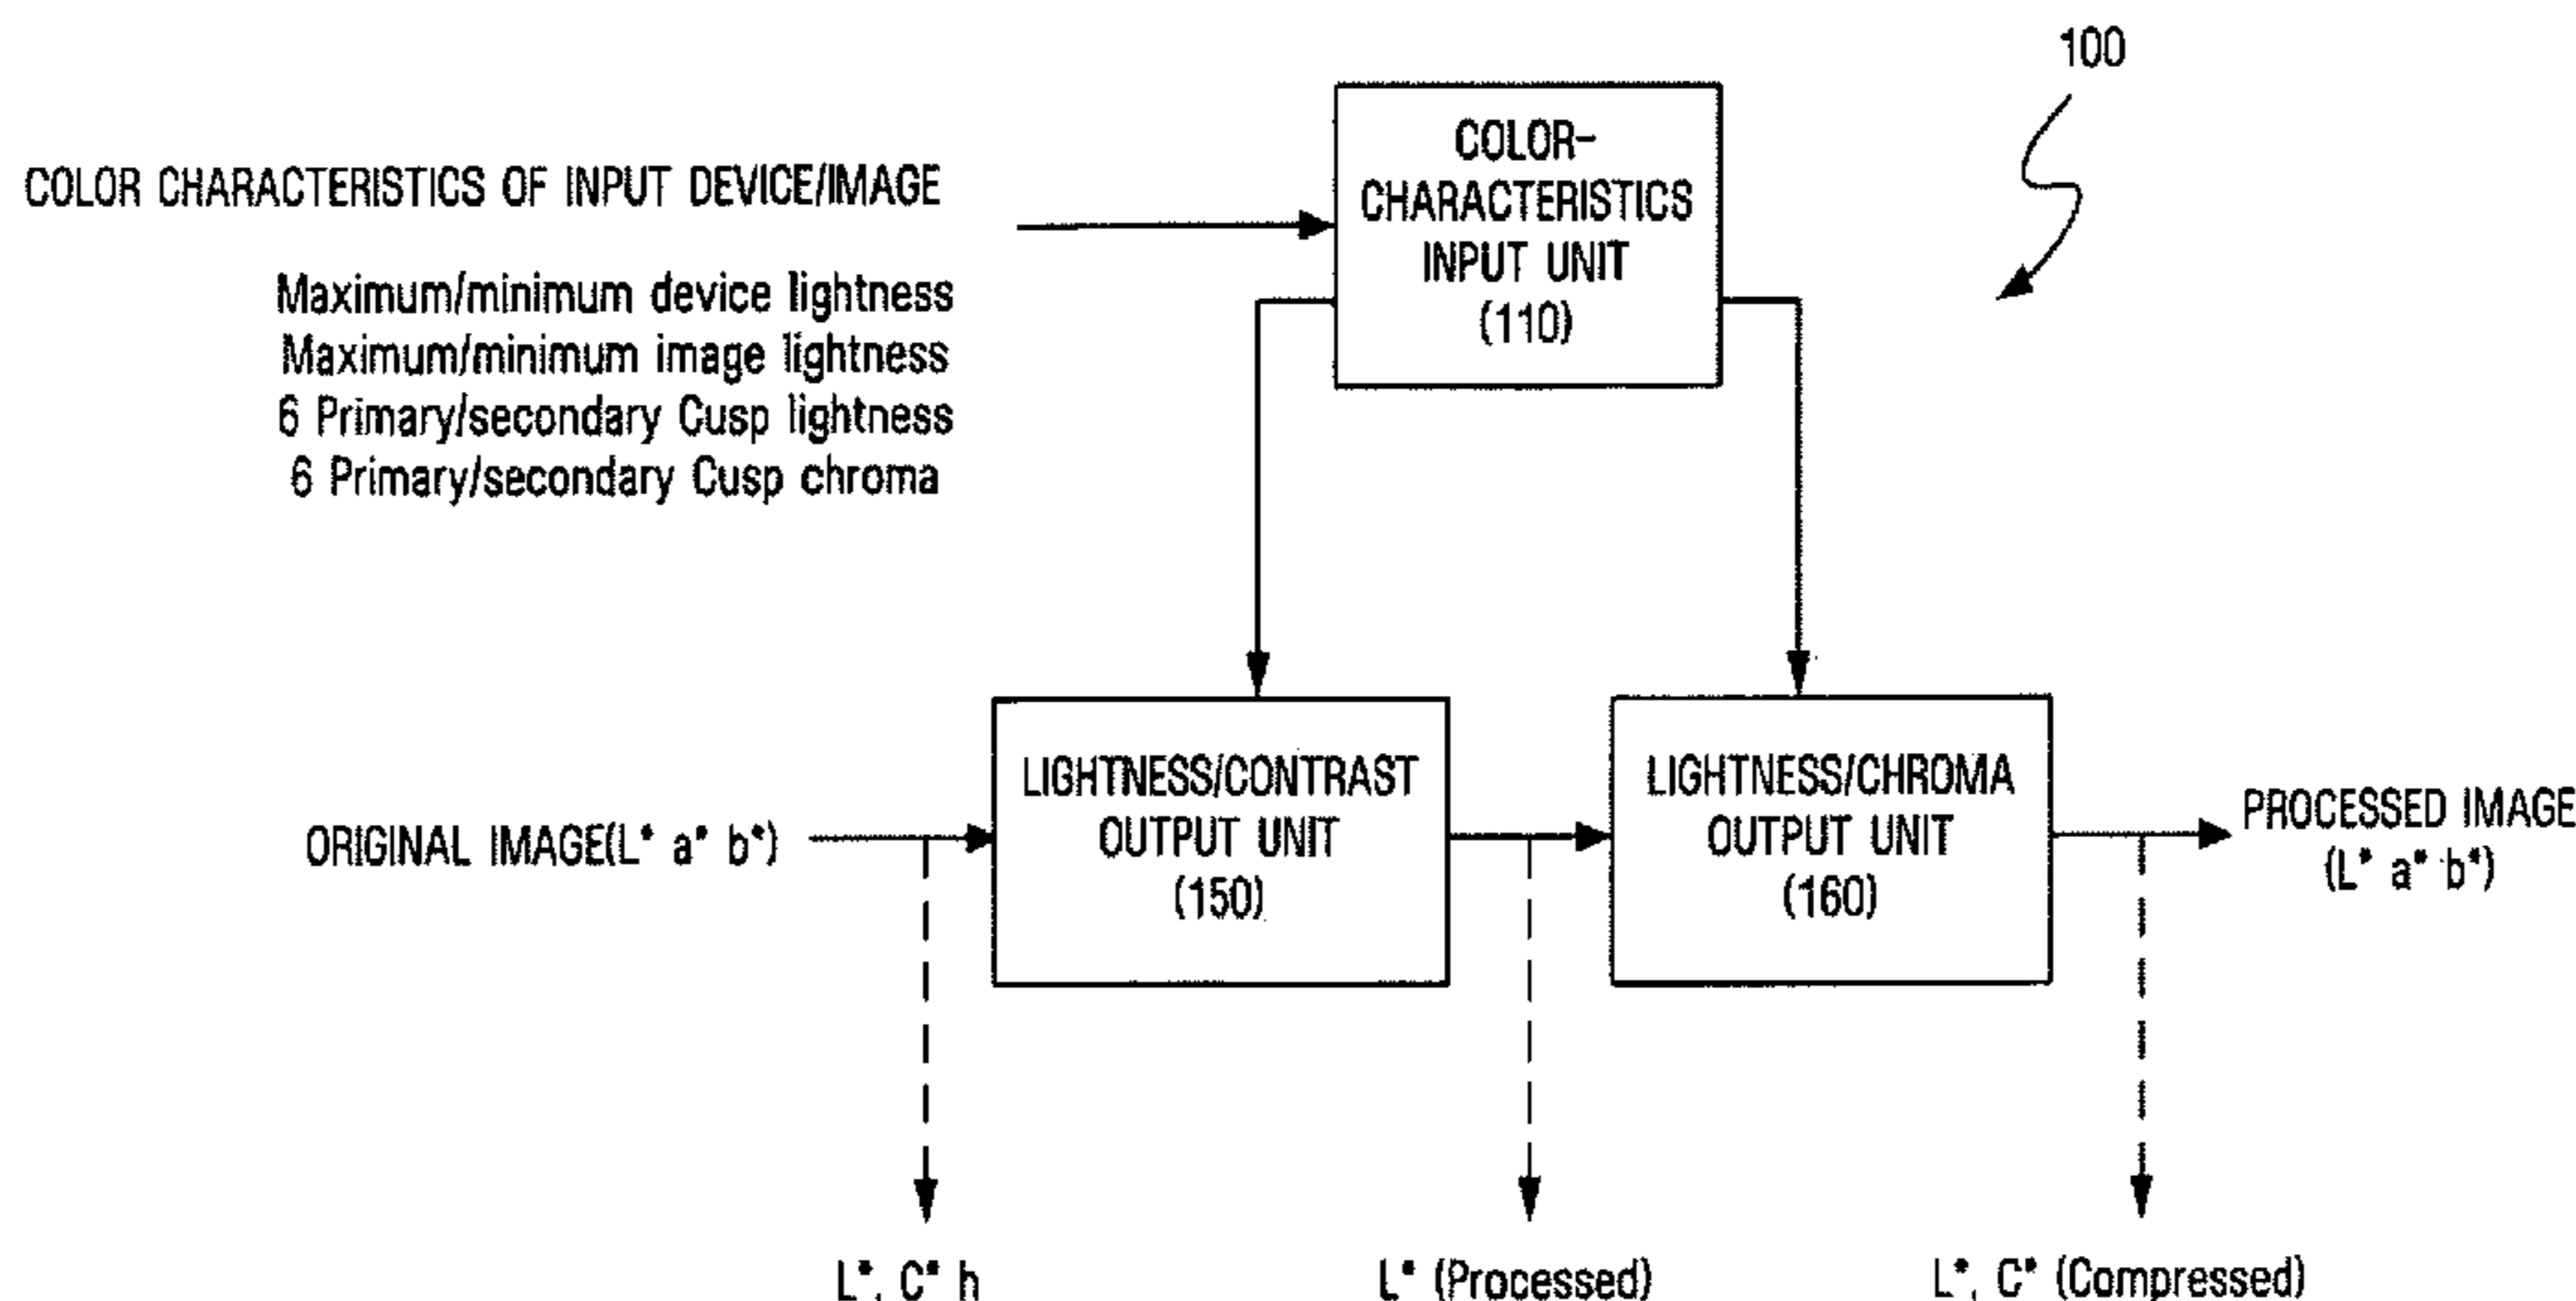 100
COLOR-
CHARACTERISTICS
INPUT UNIT
(110)
COLOR CHARACTERISTICS OF INPUT DEVICE/IMAGE
Maximum/minimum device lightness
Maximum/minimum image lightness
6 Primary/secondary Cusp lightness
6 Primary/secondary Cusp chroma
ORIGINAL IMAGE(L* a* b*)
LIGHTNESS/CONTRAST
OUTPUT UNIT
(150)
LIGHTNESS/CHROMA
OUTPUT UNIT
(160)
PROCESSED IMAGE
(L* a* b*)
L*, C* h
L* (Processed)
L*, C* (Compressed)